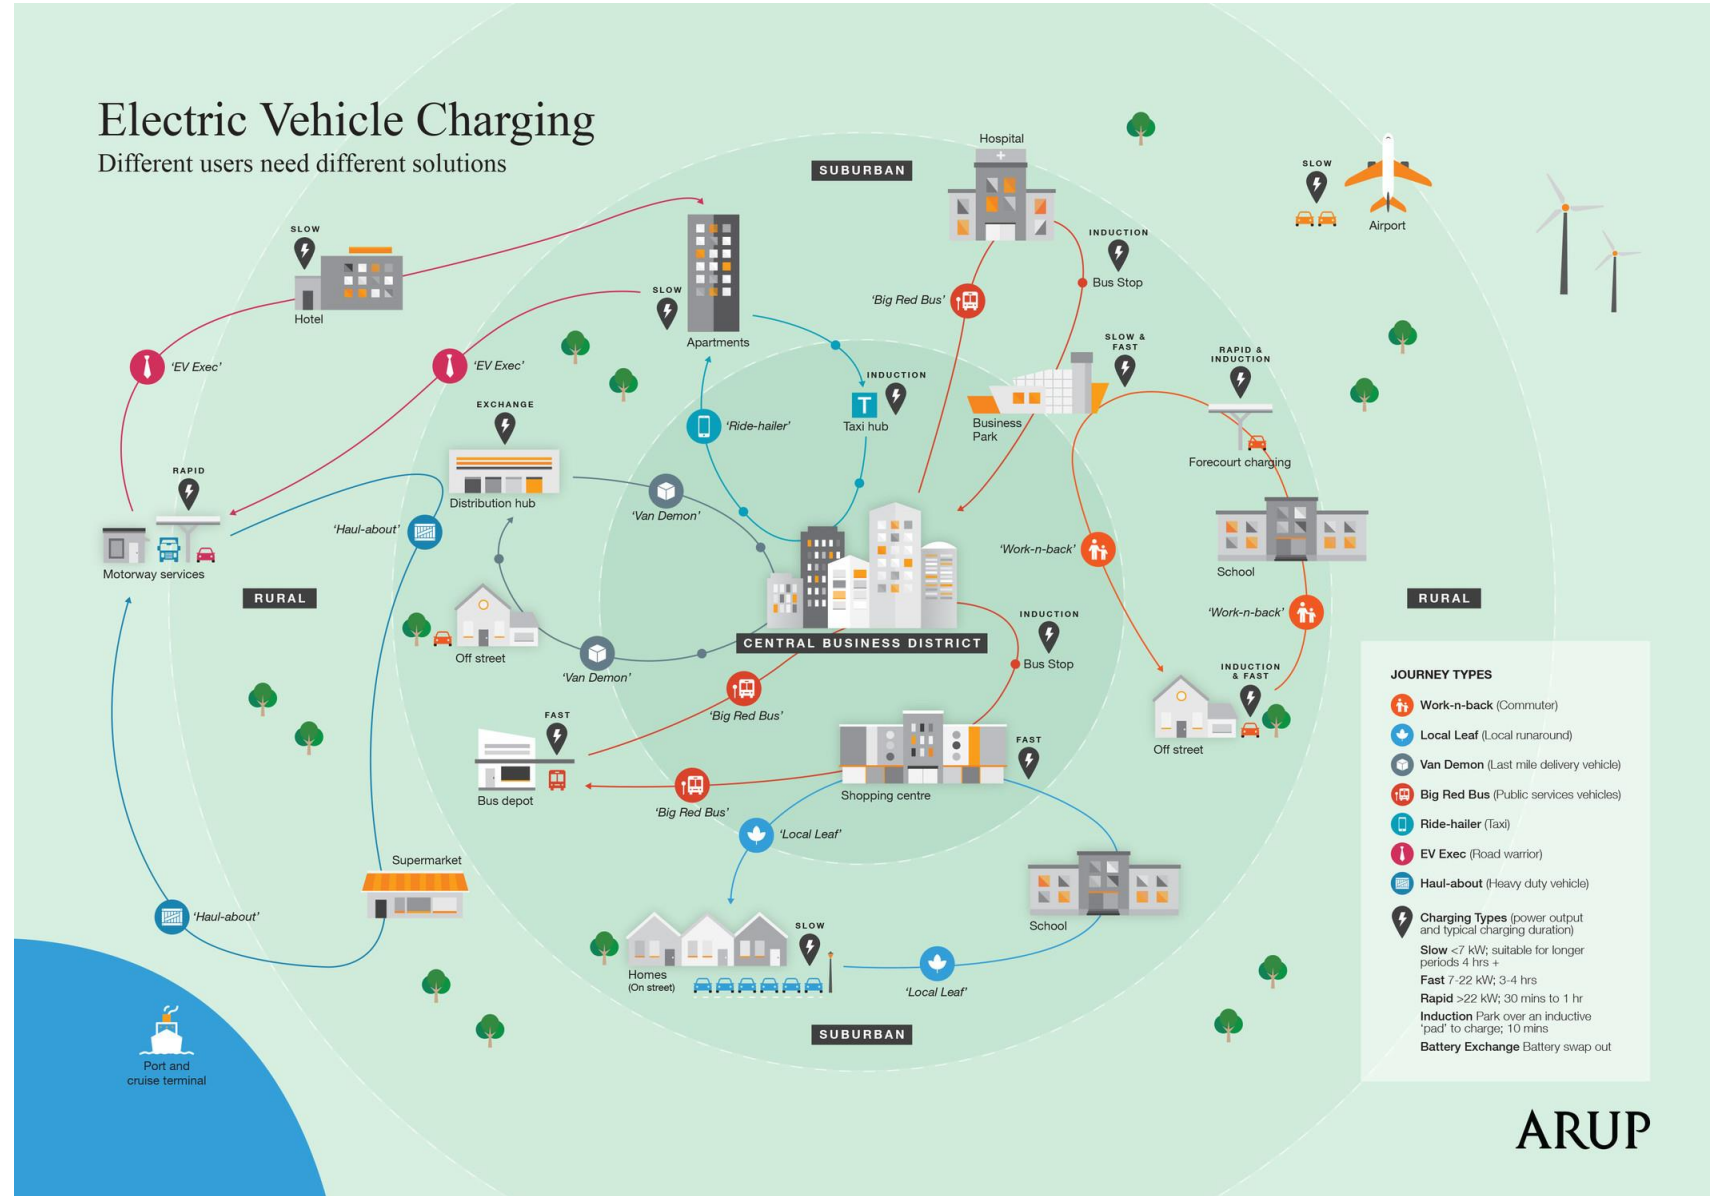 Electric Vehicle Charging
Different users need different solutions
SUBURBAN
Hospital
SLOW
Airport
SLOW
Hotel
INDUCTION
Bus Stop
'Big Red Bus'
SLOW
Apartments
SLOW &
FAST
RAPID &
INDUCTION
'EV Exec'
'EV Exec'
INDUCTION
T
Taxi hub
'Ride-hailer'
EXCHANGE
Distribution hub
Business
Park
Forecourt charging
RAPID
Motorway services
'Haul-about'
'Van Demon'
'Work-n-back'
School
RURAL
RURAL
'Work-n-back'
Off street
INDUCTION
Bus Stop
CENTRAL BUSINESS DISTRICT
'Van Demon'
INDUCTION
& FAST
Off street
'Big Red Bus'
FAST
Bus depot
FAST
Shopping centre
'Big Red Bus'
'Local Leaf'
Supermarket
'Haul-about'
School
SLOW
Homes
(On street)
'Local Leaf'
SUBURBAN
Port and
cruise terminal
JOURNEY TYPES
Work-n-back (Commuter)
Local Leaf (Local runaround)
Van Demon (Last mile delivery vehicle)
Big Red Bus (Public services vehicles)
Ride-hailer (Taxi)
EV Exec (Road warrior)
Haul-about (Heavy duty vehicle)
Charging Types (power output
and typical charging duration)
Slow <7 kW; suitable for longer
periods 4 hrs +
Fast 7-22 kW; 3-4 hrs
Rapid >22 kW; 30 mins to 1 hr
Induction Park over an inductive
'pad' to charge; 10 mins
Battery Exchange Battery swap out
ARUP